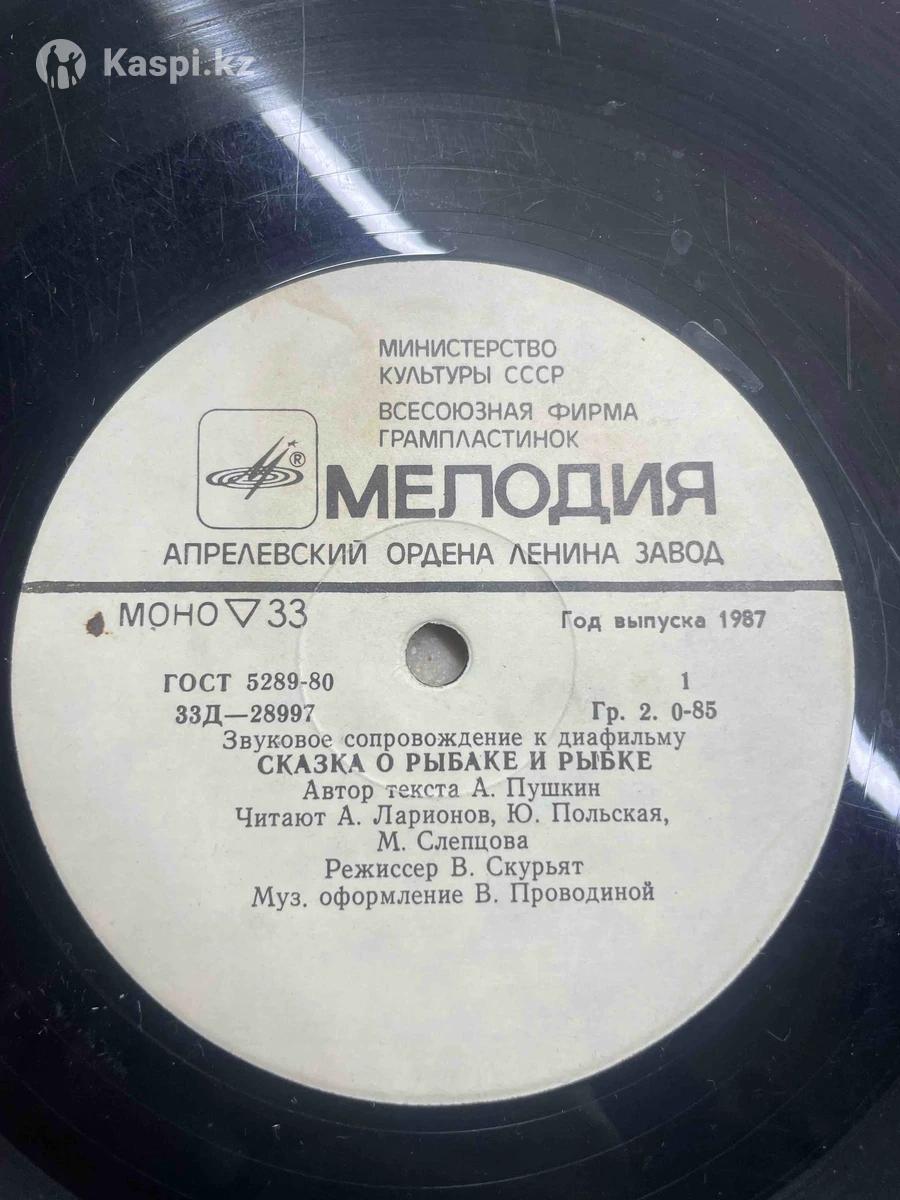 Kaspi.kz
МИНИСТЕРСТВО
КУЛЬТУРЫ СССР
ВСЕСОЮЗНАЯ ФИРМА
ГРАМПЛАСТИНОК
®
МЕЛОДИЯ
АПРЕЛЕВСКИЙ ОРДЕНА ЛЕНИНА ЗАВОД
МОНО ▽ 33 Год выпуска 1987
ГОСТ 5289-80 1
33Д—28997 Гр. 2. 0-85
Звуковое сопровождение к диафильму
СКАЗКА О РЫБАКЕ И РЫБКЕ
Автор текста А. Пушкин
Читают А. Ларионов, Ю. Польская,
М. Слепцова
Режиссер В. Скурьят
Муз. оформление В. Проводиной